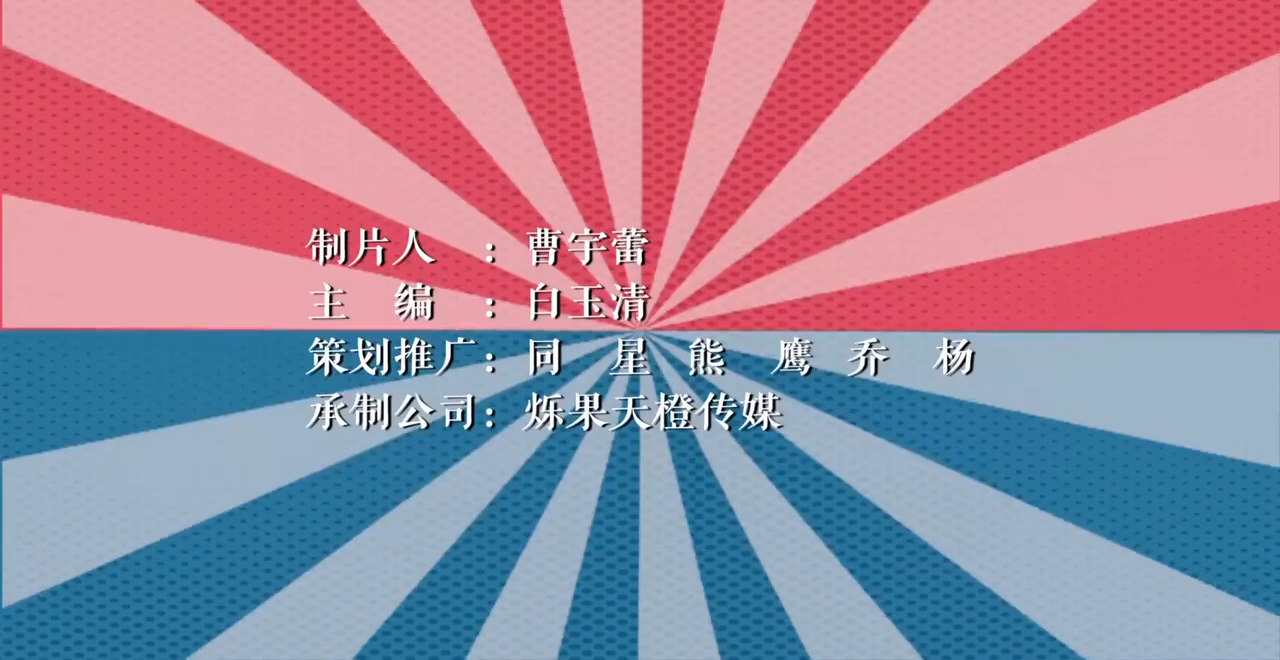 制片人 ：曹宇蕾
主 编 ：白玉清
策划推广：同 星 熊 鹰 乔 杨
承制公司：烁果天橙传媒